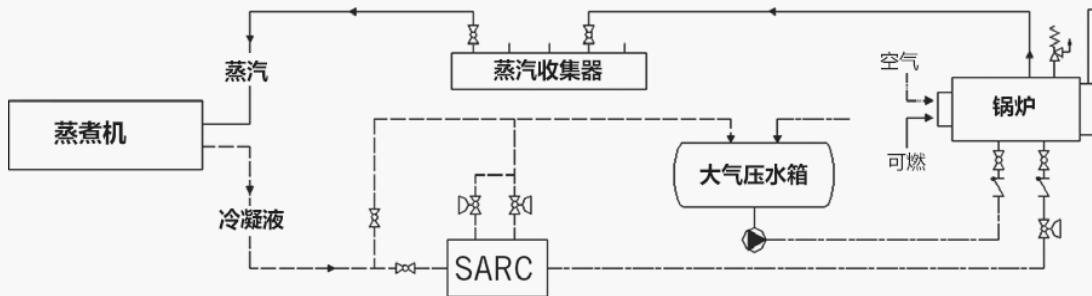 蒸汽
蒸汽收集器
空气
锅炉
蒸煮机
大气压水箱
可燃
冷凝液
SARC